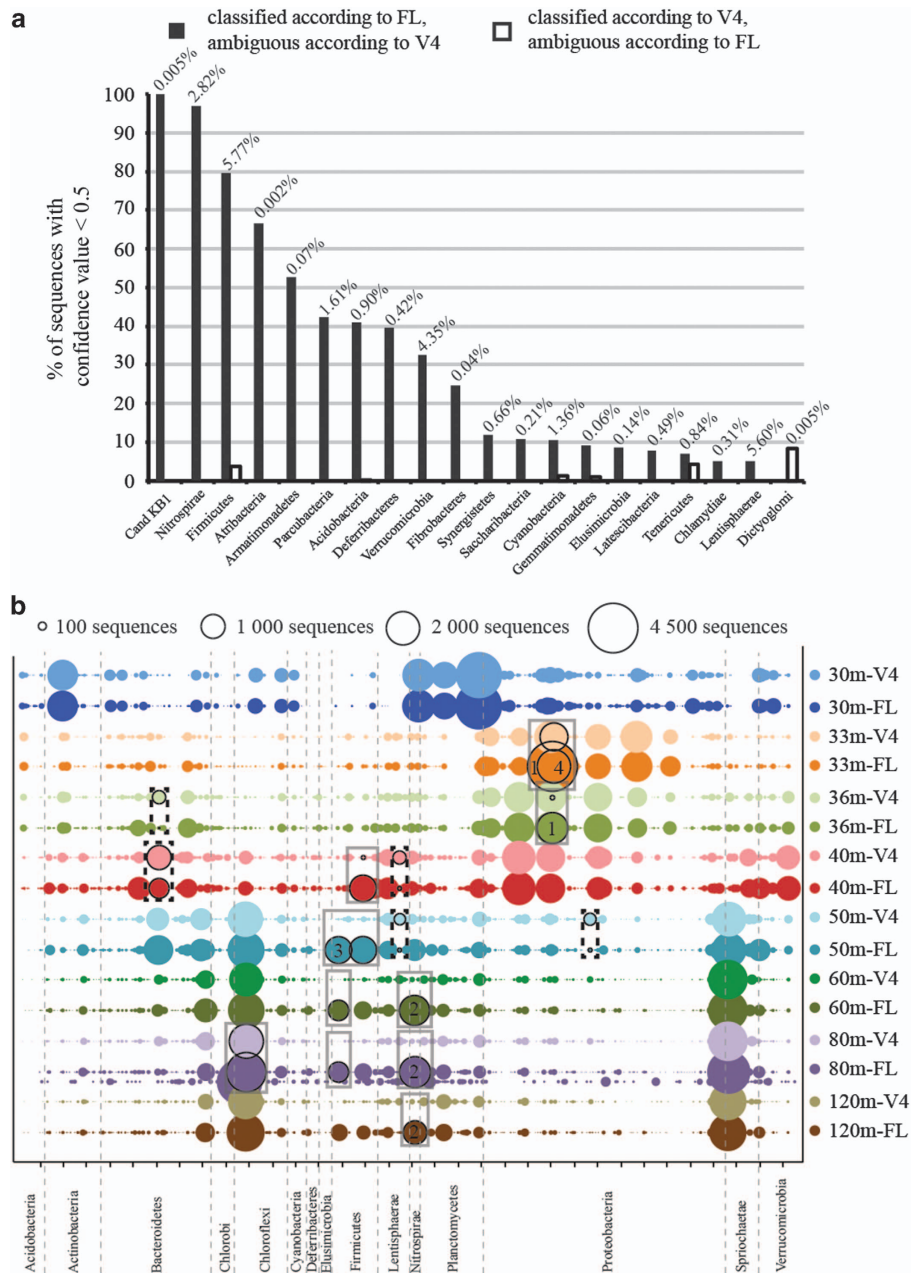 a
classified according to FL,
ambiguous according to V4
classified according to V4,
ambiguous according to FL
% of sequences with
confidence value < 0.5
100
90
80
70
60
50
40
30
20
10
0
0.005%
2.82%
5.77%
0.002%
0.07%
1.61%
0.90%
0.42%
4.35%
0.04%
0.66%
0.21%
1.36%
0.06%
0.14%
0.49%
0.84%
0.31%
5.60%
0.005%
Cand KB1
Nitrospirae
Firmicutes
Atribacteria
Armatimonadetes
Parcubacteria
Acidobacteria
Deferribacteres
Verrucomicrobia
Fibrobacteres
Synergistetes
Saccharibacteria
Cyanobacteria
Gemmatimonadetes
Elusimicrobia
Latescibacteria
Tenericutes
Chlamydiae
Lentisphaerae
Dictyoglomi
b
100 sequences
1 000 sequences
2 000 sequences
4 500 sequences
30m-V4
30m-FL
33m-V4
1 4
33m-FL
36m-V4
1
36m-FL
40m-V4
40m-FL
50m-V4
3
50m-FL
60m-V4
2
60m-FL
80m-V4
2
80m-FL
120m-V4
2
120m-FL
Acidobacteria
Actinobacteria
Bacteroidetes
Chlorobi
Chloroflexi
Cyanobacteria
Deferribacteres
Elusimicrobia
Firmicutes
Lentisphaerae
Nitrospirae
Planctomycetes
Proteobacteria
Spriochaetae
Verrucomicrobia